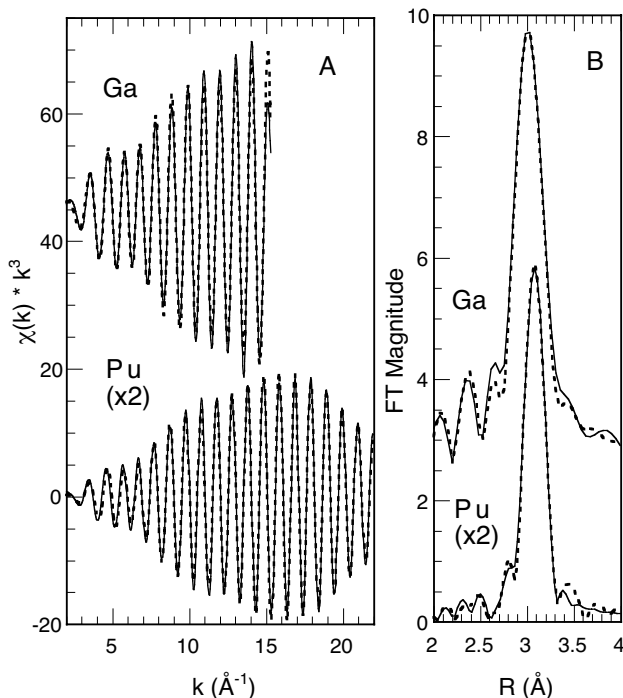 A
Ga
60
40
20
0
-20
χ(k) * k³
Pu
(x2)
5
10
15
20
k (Å⁻¹)
B
10
8
6
4
2
0
FT Magnitude
Ga
Pu
(x2)
2
2.5
3
3.5
4
R (Å)